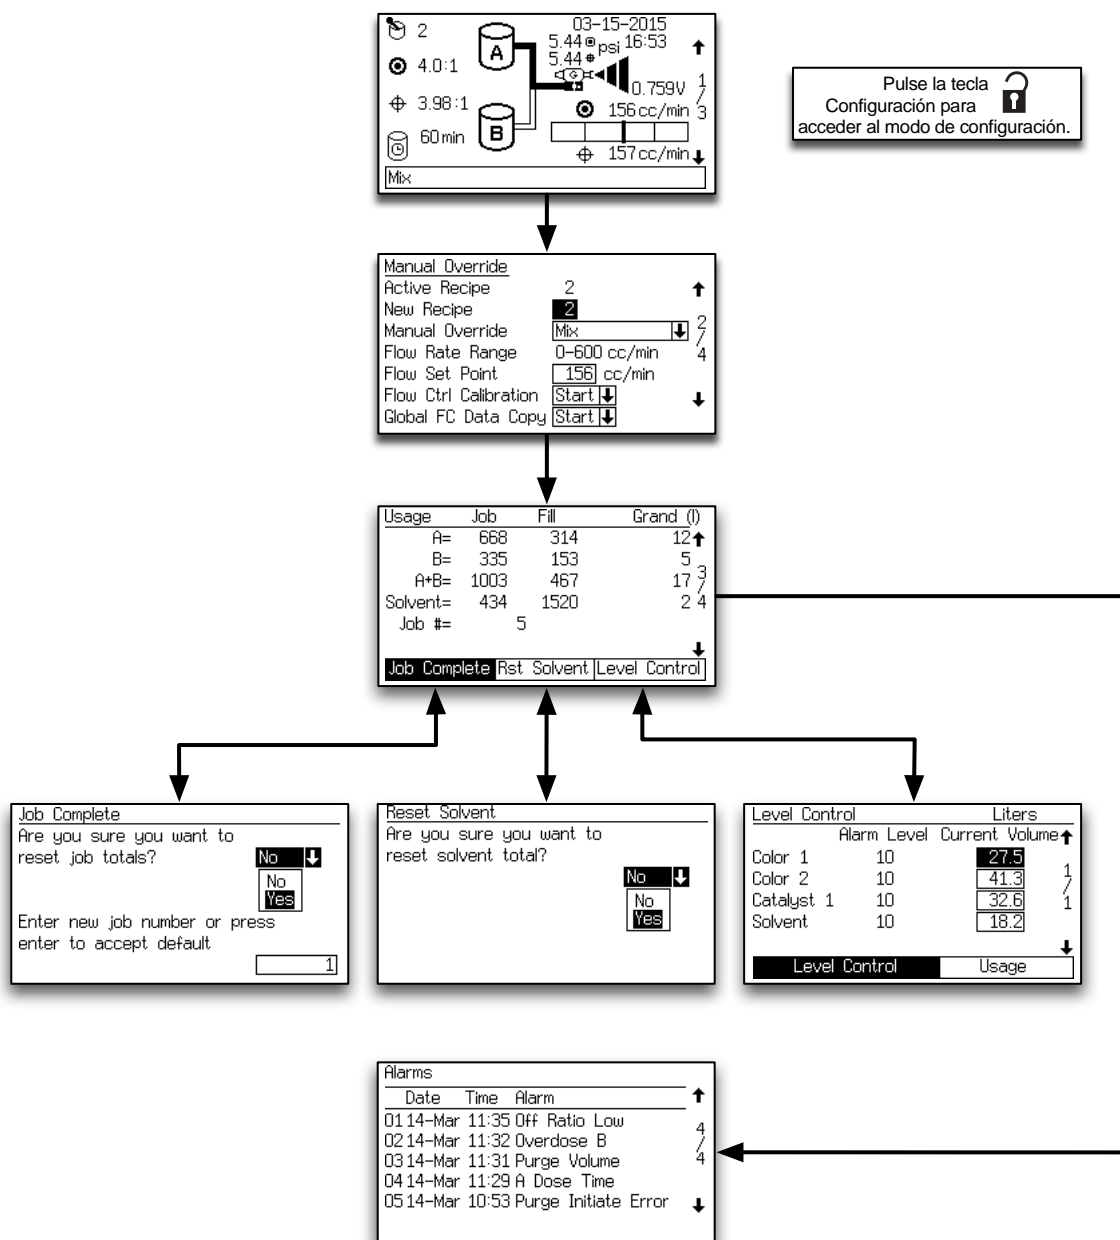 2
03-15-2015
5.44 psi 16:53
5.44
A
4.0:1
G
0.759V
1/3
3.98:1
156cc/min
60min
B
157cc/min
Mix
Pulse la tecla
Configuración para
acceder al modo de configuración.
Manual Override
Active Recipe 2
New Recipe 2
Manual Override Mix
2/4
Flow Rate Range 0-600 cc/min
Flow Set Point 156 cc/min
Flow Ctrl Calibration Start
Global FC Data Copy Start
Usage Job Fill Grand (l)
A= 668 314 12
B= 335 153 5
A+B= 1003 467 17
3/4
Solvent= 434 1520 2
Job #= 5
Job Complete Rst Solvent Level Control
Job Complete
Are you sure you want to
reset job totals? No
No
Yes
Enter new job number or press
enter to accept default
1
Reset Solvent
Are you sure you want to
reset solvent total?
No
No
Yes
Level Control Liters
Alarm Level Current Volume
Color 1 10 27.5
Color 2 10 41.3
1/1
Catalyst 1 10 32.6
Solvent 10 18.2
Level Control Usage
Alarms
Date Time Alarm
01 14-Mar 11:35 Off Ratio Low
02 14-Mar 11:32 Overdose B
4/4
03 14-Mar 11:31 Purge Volume
04 14-Mar 11:29 A Dose Time
05 14-Mar 10:53 Purge Initiate Error